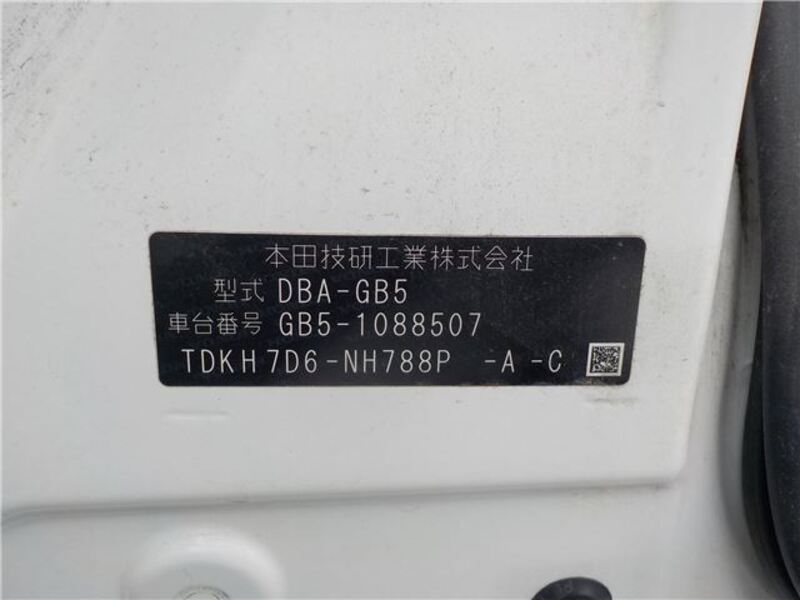 本田技研工業株式会社
型式 DBA-GB5
車台番号 GB5-1088507
TDKH7D6-NH788P -A -C